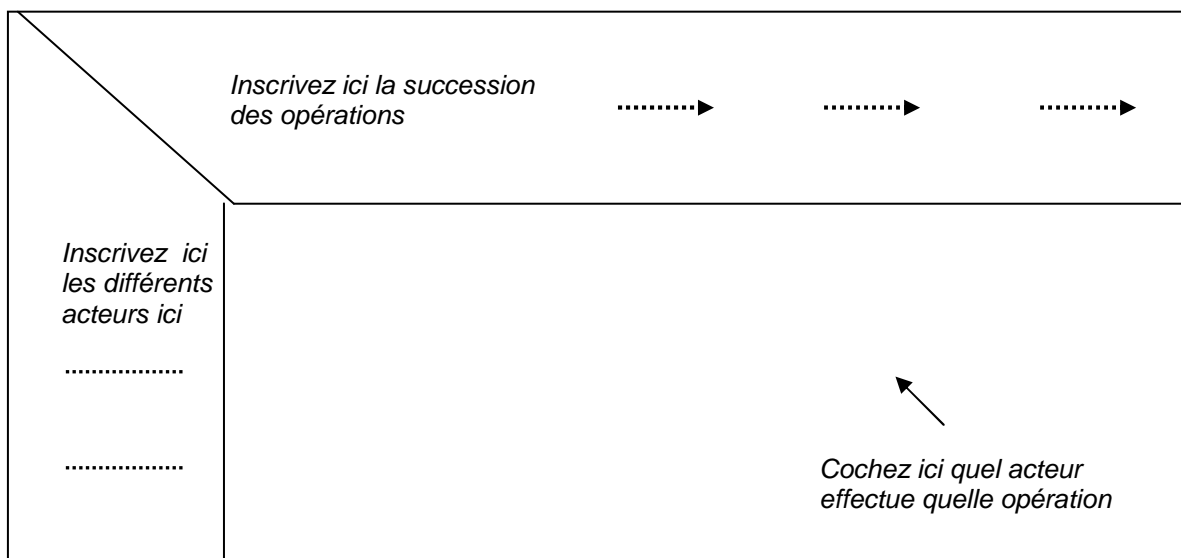 Inscrivez ici la succession
des opérations
Inscrivez ici
les différents
acteurs ici
Cochez ici quel acteur
effectue quelle opération